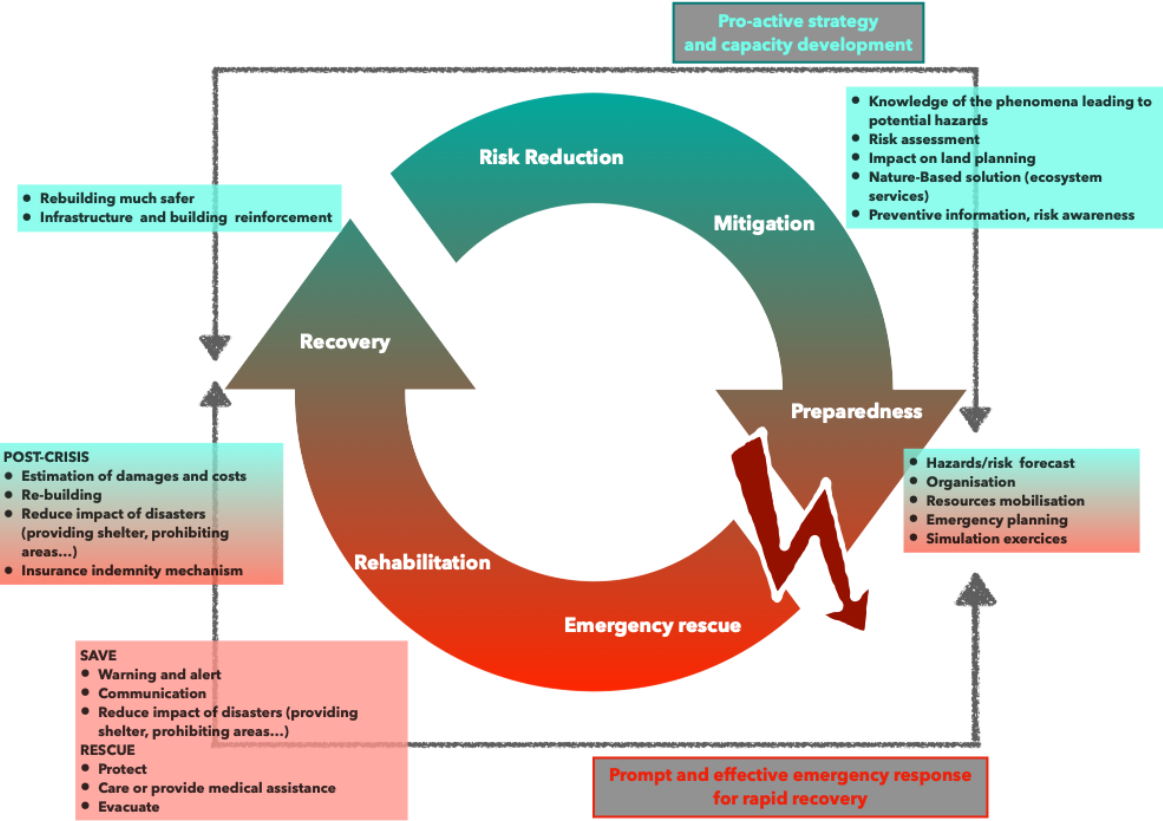 Pro-active strategy
and capacity development
● Knowledge of the phenomena leading to
potential hazards
● Risk assessment
● Impact on land planning
● Nature-Based solution (ecosystem
services)
● Preventive information, risk awareness
Risk Reduction
Mitigation
● Rebuilding much safer
● Infrastructure and building reinforcement
Recovery
Preparedness
POST-CRISIS
● Estimation of damages and costs
● Re-building
● Reduce impact of disasters
(providing shelter, prohibiting
areas...)
● Insurance indemnity mechanism
● Hazards/risk forecast
● Organisation
● Resources mobilisation
● Emergency planning
● Simulation exercices
Rehabilitation
Emergency rescue
SAVE
● Warning and alert
● Communication
● Reduce impact of disasters (providing
shelter, prohibiting areas...)
RESCUE
● Protect
● Care or provide medical assistance
● Evacuate
Prompt and effective emergency response
for rapid recovery